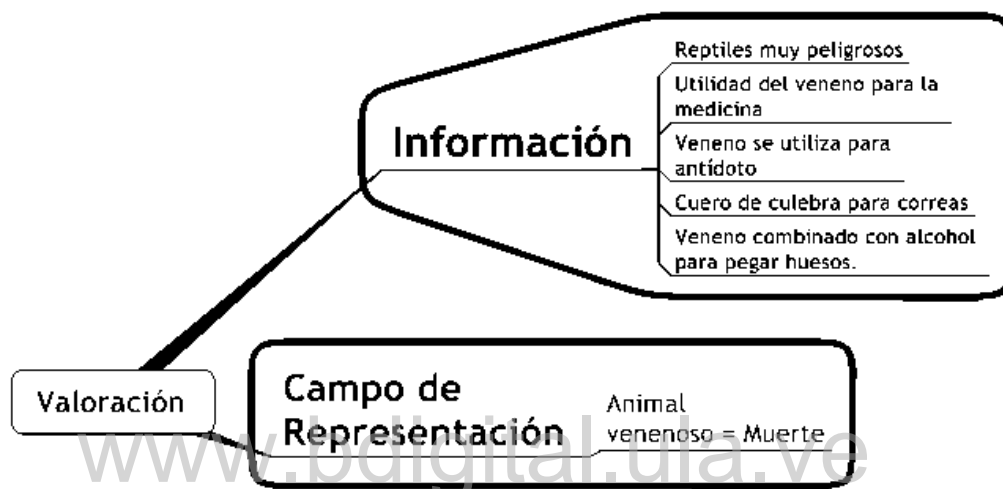 Reptiles muy peligrosos
Utilidad del veneno para la
medicina
Información
Veneno se utiliza para
antídoto
Cuero de culebra para correas
Veneno combinado con alcohol
para pegar huesos.
Valoración
Campo de
Representación
Animal
venenoso = Muerte
www.bdigital.ula.ve